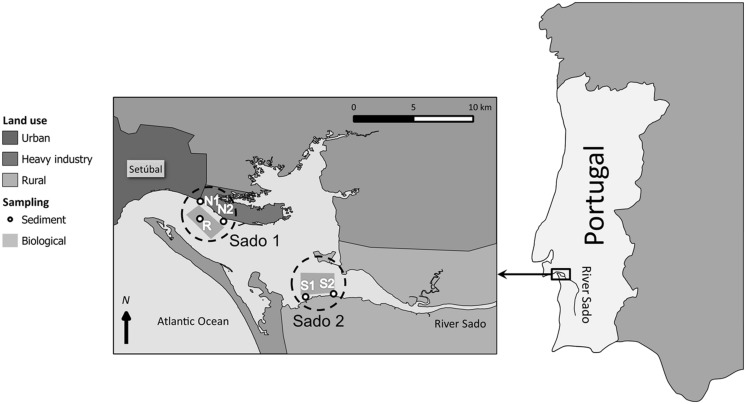 Land use
Urban
Heavy industry
Rural
Sampling
Sediment
Biological
0 5 10 km
Setúbal
N1
N2
R
Sado 1
S1 S2
Sado 2
N
Atlantic Ocean
River Sado
Portugal
River Sado